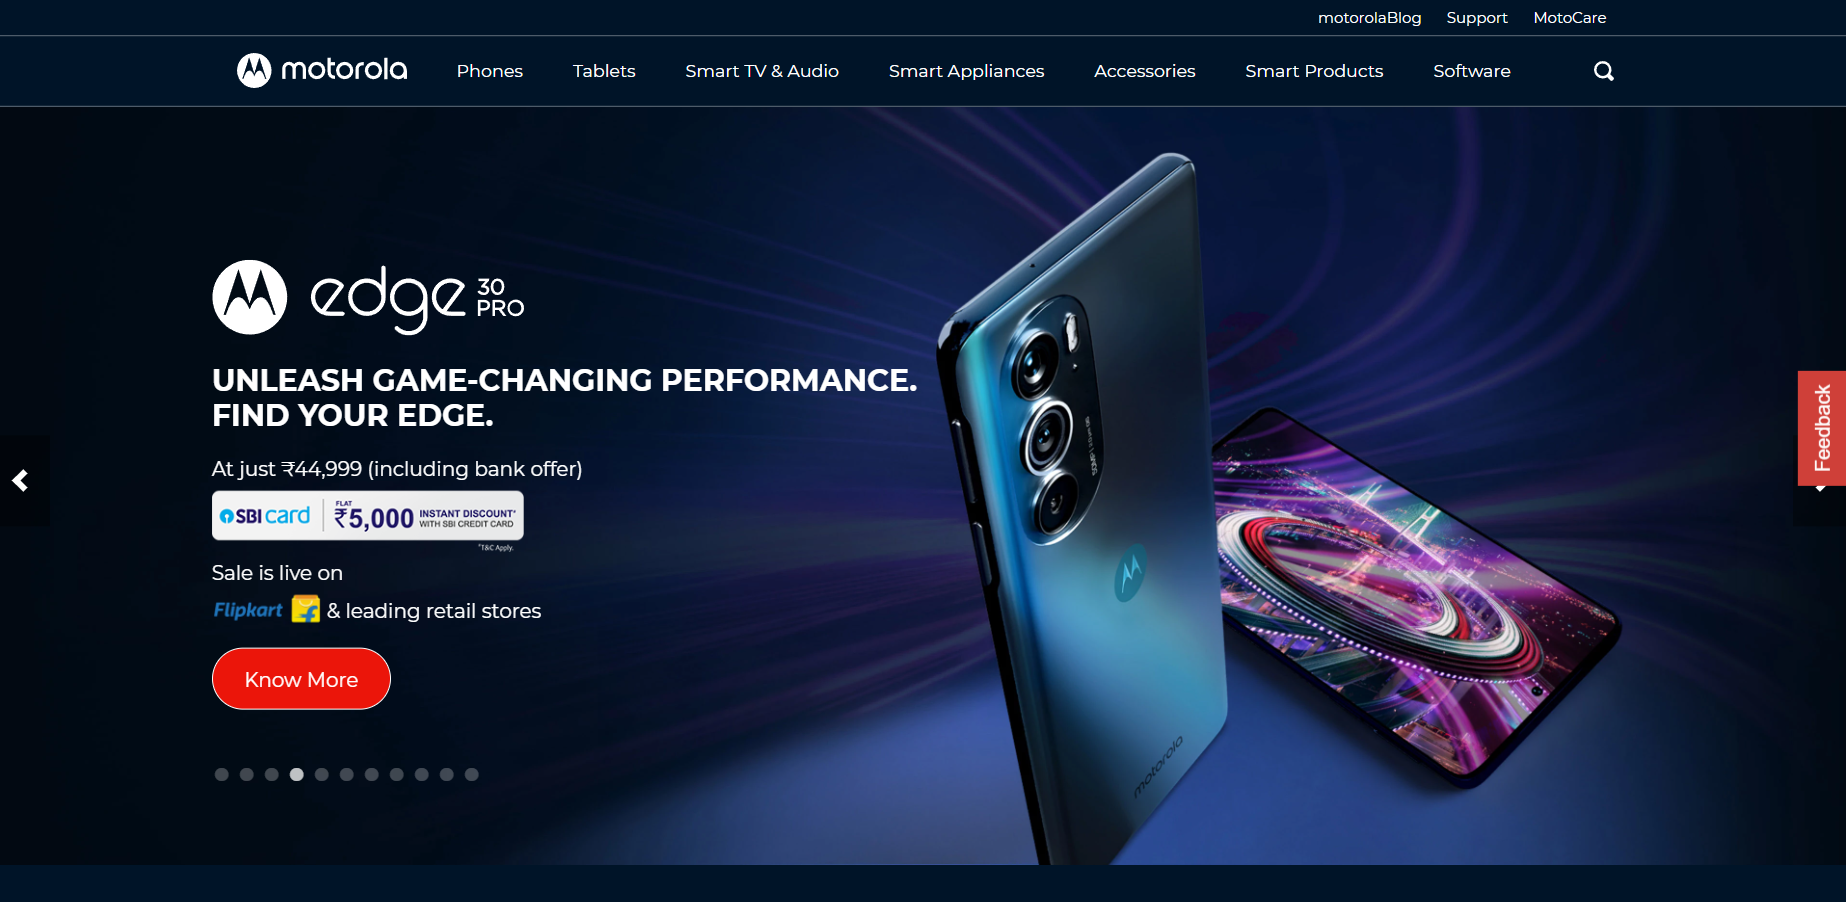 motorolaBlog Support MotoCare
motorola Phones Tablets Smart TV & Audio Smart Appliances Accessories Smart Products Software
edge 30 PRO
UNLEASH GAME-CHANGING PERFORMANCE.
FIND YOUR EDGE.
At just ₹44,999 (including bank offer)
SBI card FLAT ₹5,000 INSTANT DISCOUNT* WITH SBI CREDIT CARD
*T&C Apply.
Sale is live on
Flipkart & leading retail stores
Know More
motorola
Feedback